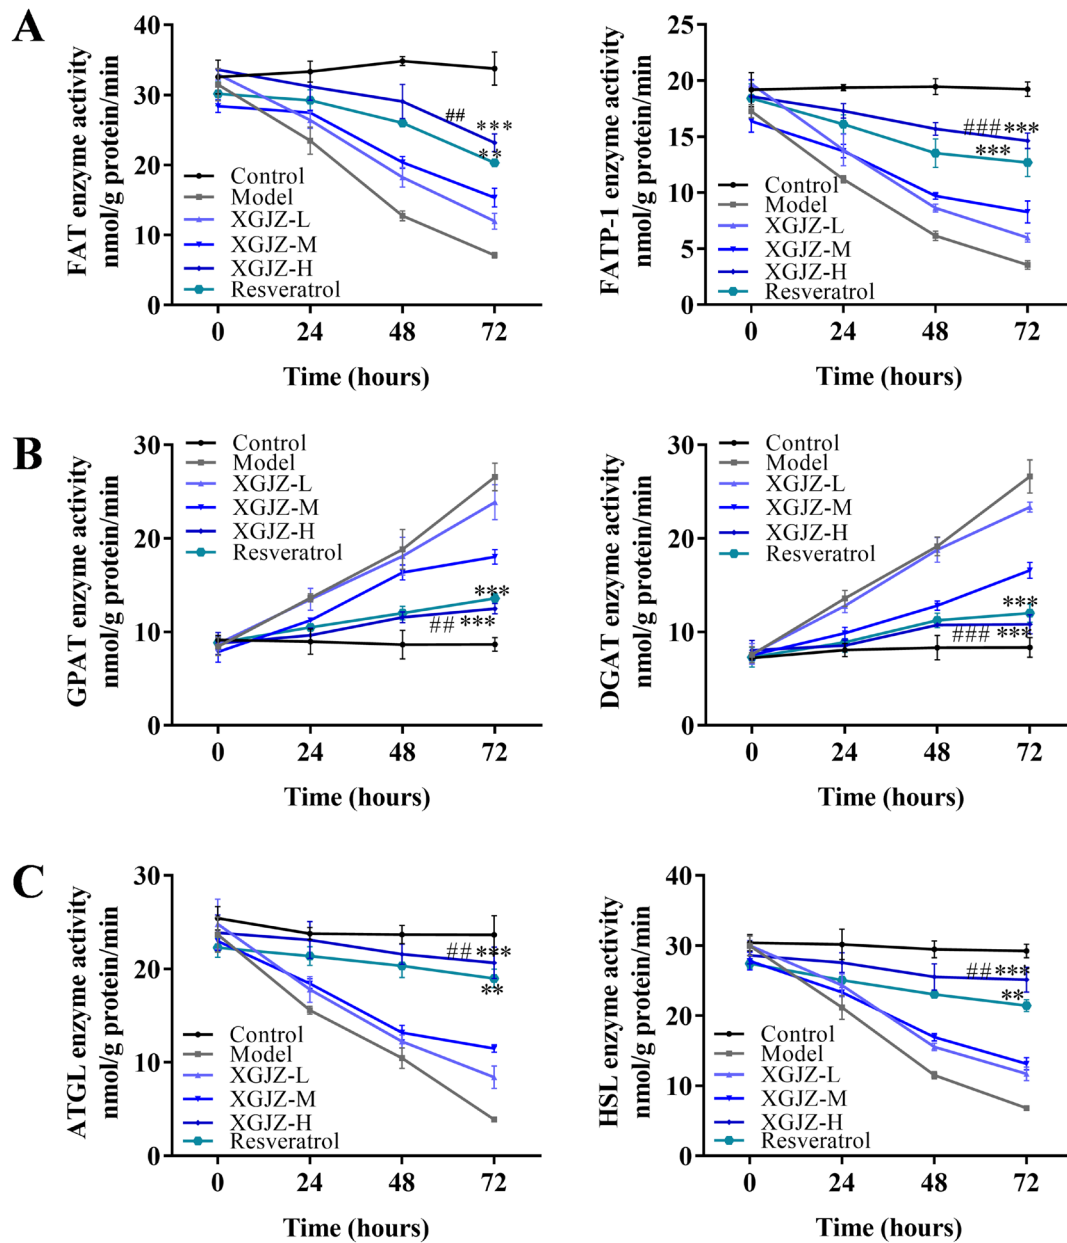 A
FAT enzyme activity
nmol/g protein/min
40
30
20
10
0
##
***
**
Control
Model
XGJZ-L
XGJZ-M
XGJZ-H
Resveratrol
0 24 48 72
Time (hours)
FATP-1 enzyme activity
nmol/g protein/min
25
20
15
10
5
0
### ***
***
Control
Model
XGJZ-L
XGJZ-M
XGJZ-H
Resveratrol
0 24 48 72
Time (hours)
B
GPAT enzyme activity
nmol/g protein/min
30
20
10
0
Control
Model
XGJZ-L
XGJZ-M
XGJZ-H
Resveratrol
***
## ***
0 24 48 72
Time (hours)
DGAT enzyme activity
nmol/g protein/min
30
20
10
0
Control
Model
XGJZ-L
XGJZ-M
XGJZ-H
Resveratrol
***
### ***
0 24 48 72
Time (hours)
C
ATGL enzyme activity
nmol/g protein/min
30
20
10
0
## ***
**
Control
Model
XGJZ-L
XGJZ-M
XGJZ-H
Resveratrol
0 24 48 72
Time (hours)
HSL enzyme activity
nmol/g protein/min
40
30
20
10
0
## ***
**
Control
Model
XGJZ-L
XGJZ-M
XGJZ-H
Resveratrol
0 24 48 72
Time (hours)